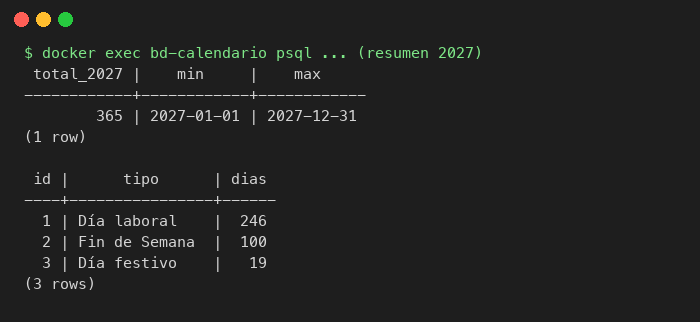 $ docker exec bd-calendario psql ... (resumen 2027)
 total_2027 |    min     |    max
------------+------------+------------
        365 | 2027-01-01 | 2027-12-31
(1 row)

 id |      tipo      | dias
----+----------------+------
  1 | Día laboral    |  246
  2 | Fin de Semana  |  100
  3 | Día festivo    |   19
(3 rows)